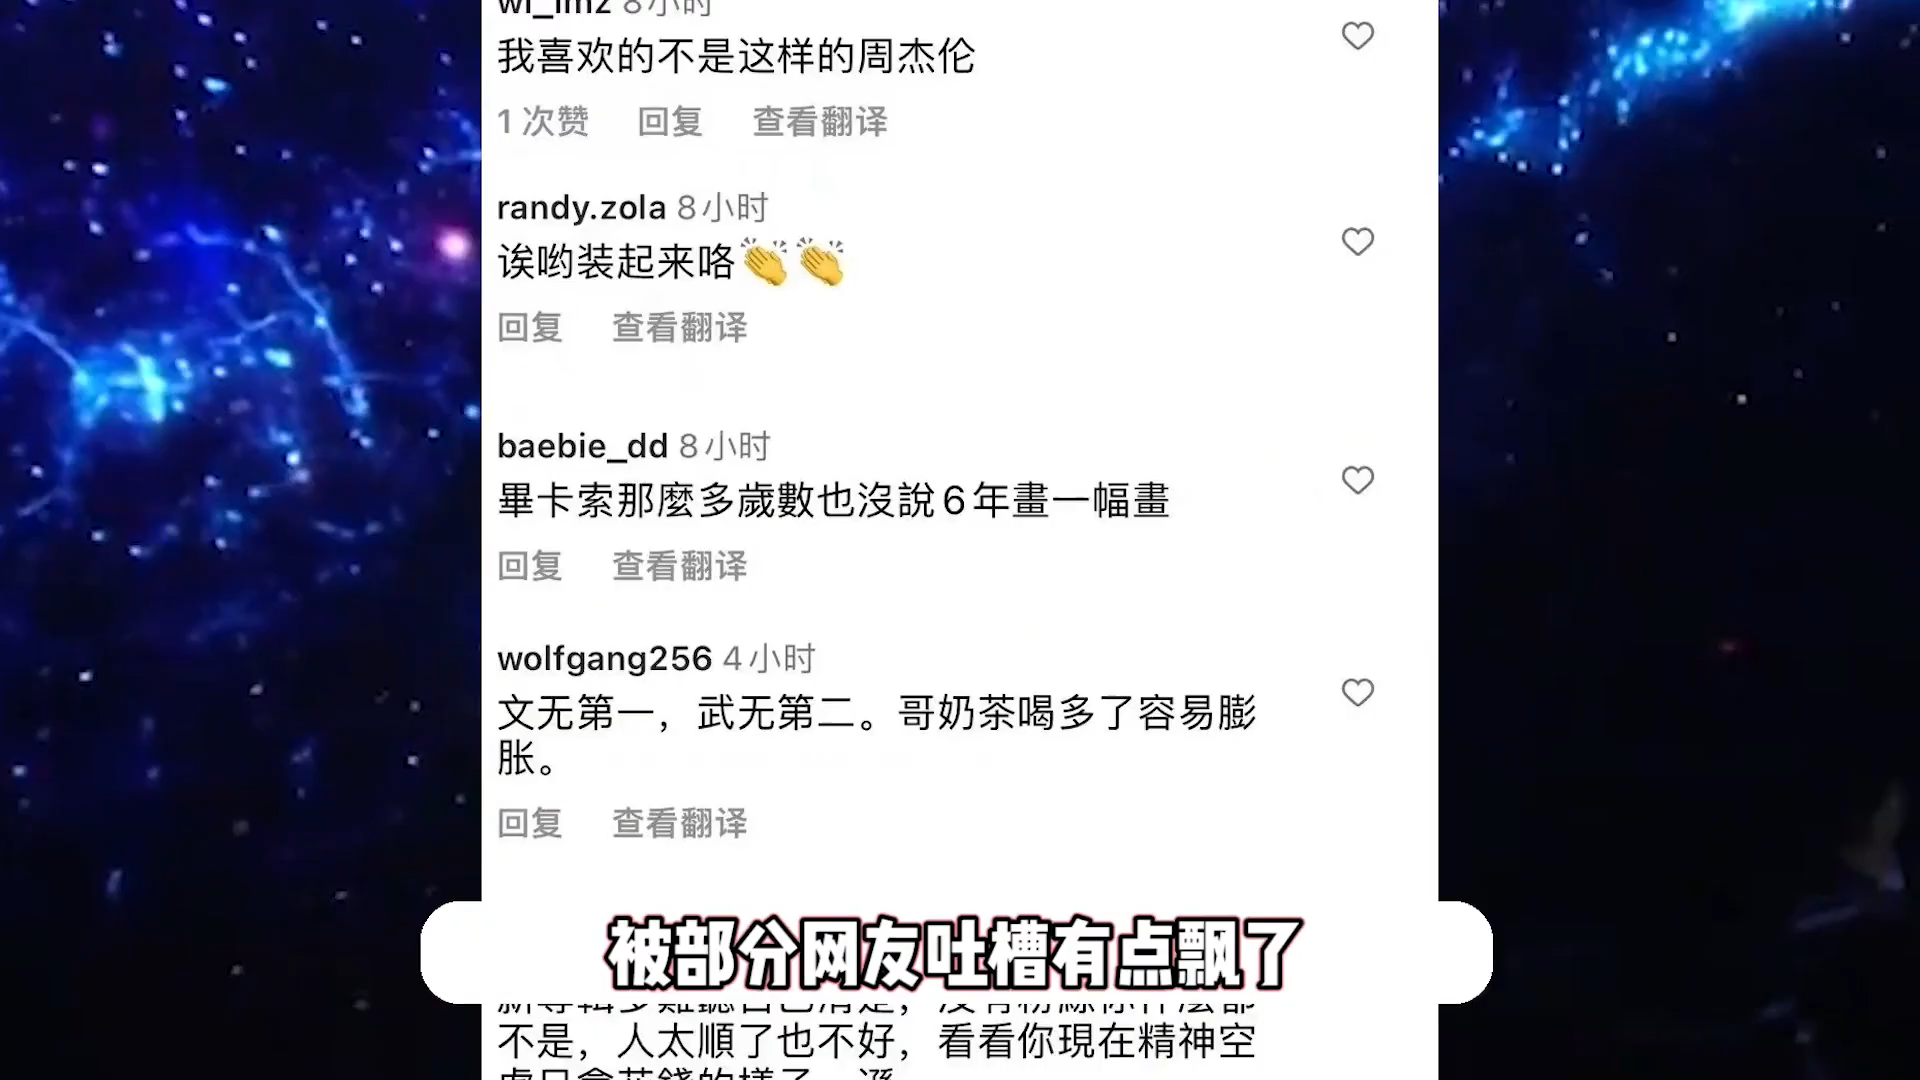 wl_lmz 8小时
我喜欢的不是这样的周杰伦
1次赞 回复 查看翻译
randy.zola 8小时
诶哟装起来咯👏👏
回复 查看翻译
baebie_dd 8小时
畢卡索那麼多歲數也沒說6年畫一幅畫
回复 查看翻译
wolfgang256 4小时
文无第一，武无第二。哥奶茶喝多了容易膨
胀。
回复 查看翻译
被部分网友吐槽有点飘了
不是，人太順了也不好，看看你現在精神空